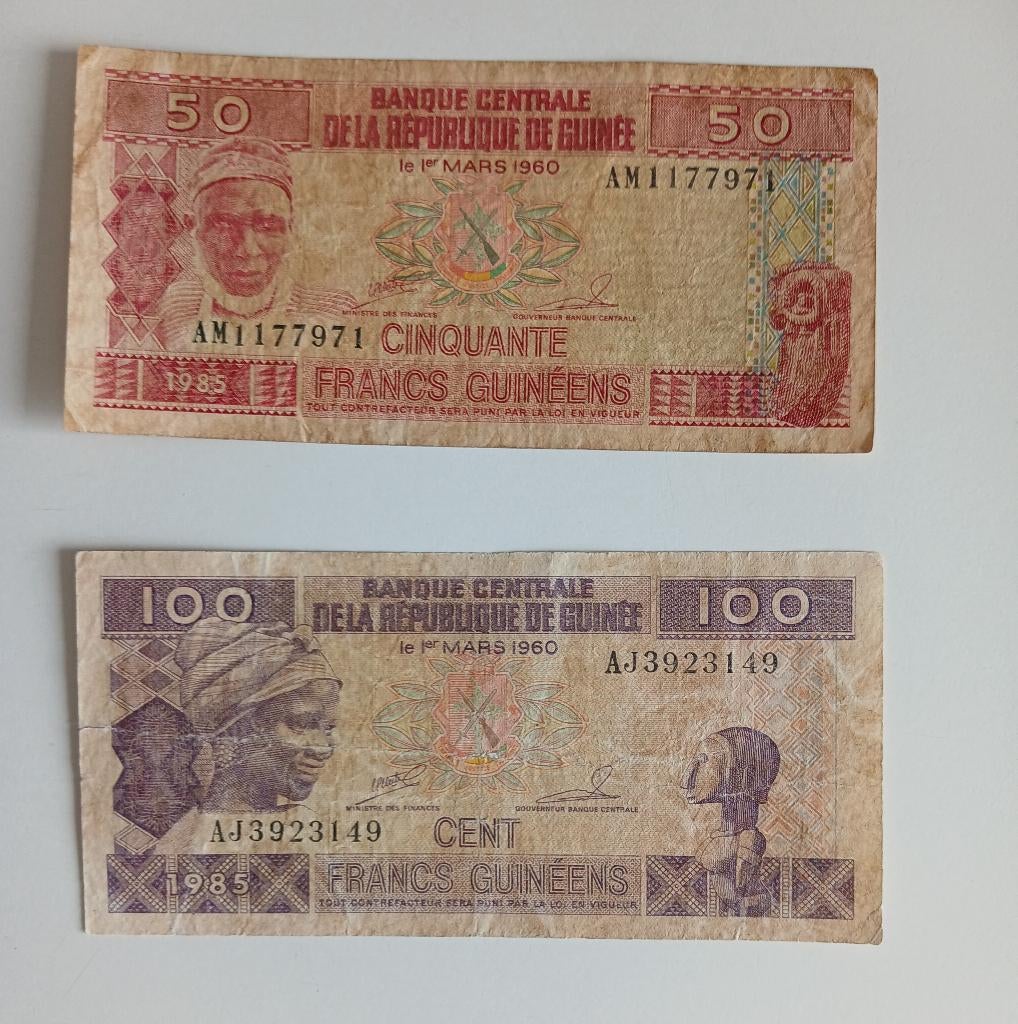 50
BANQUE CENTRALE
50
DE LA RÉPUBLIQUE DE GUINÉE
le 1er MARS 1960
AM1177971
MINISTRE DES FINANCES
GOUVERNEUR BANQUE CENTRALE
AM1177971
CINQUANTE
1985
FRANCS GUINÉENS
TOUT CONTREFACTEUR SERA PUNI PAR LA LOI EN VIGUEUR
100
BANQUE CENTRALE
100
DE LA RÉPUBLIQUE DE GUINÉE
le 1er MARS 1960
AJ3923149
MINISTRE DES FINANCES
GOUVERNEUR BANQUE CENTRALE
AJ3923149
CENT
1985
FRANCS GUINÉENS
TOUT CONTREFACTEUR SERA PUNI PAR LA LOI EN VIGUEUR